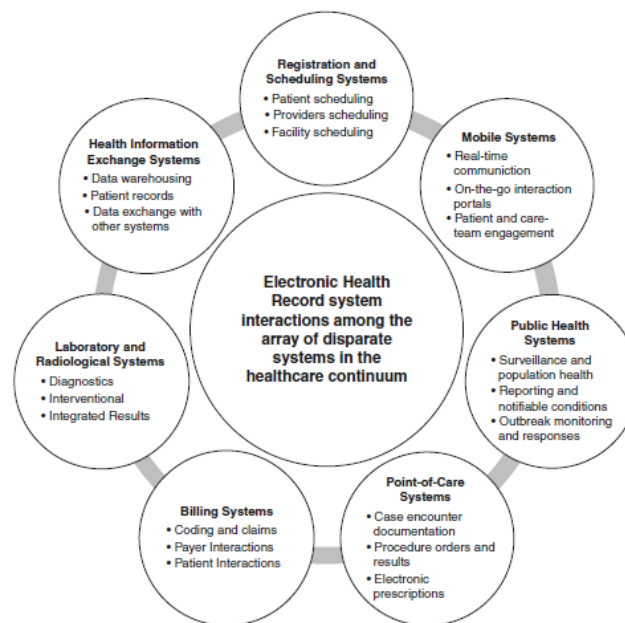 Registration and
Scheduling Systems
• Patient scheduling
• Providers scheduling
• Facility scheduling
Mobile Systems
• Real-time
communiction
• On-the-go interaction
portals
• Patient and care-
team engagement
Public Health
Systems
• Surveillance and
population health
• Reporting and
notifiable conditions
• Outbreak monitoring
and responses
Point-of-Care
Systems
• Case encounter
documentation
• Procedure orders and
results
• Electronic
prescriptions
Billing Systems
• Coding and claims
• Payer Interactions
• Patient Interactions
Laboratory and
Radiological Systems
• Diagnostics
• Interventional
• Integrated Results
Health Information
Exchange Systems
• Data warehousing
• Patient records
• Data exchange with
other systems
Electronic Health
Record system
interactions among the
array of disparate
systems in the
healthcare continuum